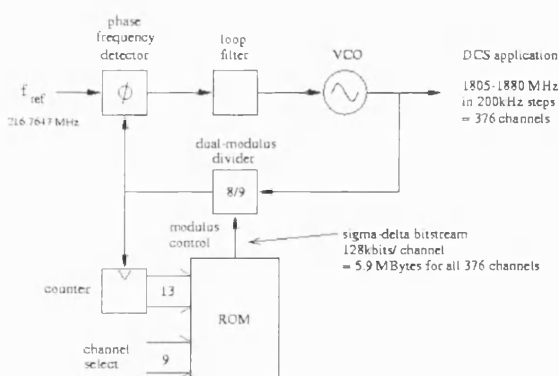 phase
frequency
detector
loop
filter
VCO
DCS application
f ref
ϕ
1805-1880 MHz
in 200kHz steps
= 376 channels
216.7647 MHz
dual-modulus
divider
8/9
modulus
control
sigma-delta bitstream
128kbits/ channel
= 5.9 MBytes for all 376 channels
counter
13
ROM
channel
select
9